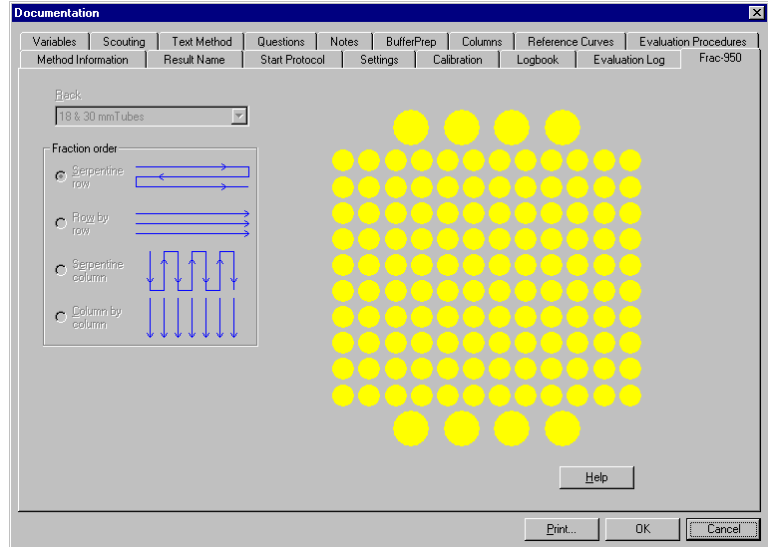 Documentation
Variables Scouting Text Method Questions Notes BufferPrep Columns Reference Curves Evaluation Procedures
Method Information Result Name Start Protocol Settings Calibration Logbook Evaluation Log Frac-950
Rack
18 & 30 mmTubes
Fraction order
Serpentine
row
Row by
row
Serpentine
column
Column by
column
Help
Print... OK Cancel